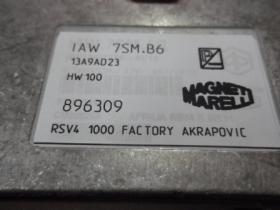 IAW 7SM.B6
13A9AD23
HW 100
896309
MAGNETI
MARELLI
RSV4 1000 FACTORY AKRAPOVIC